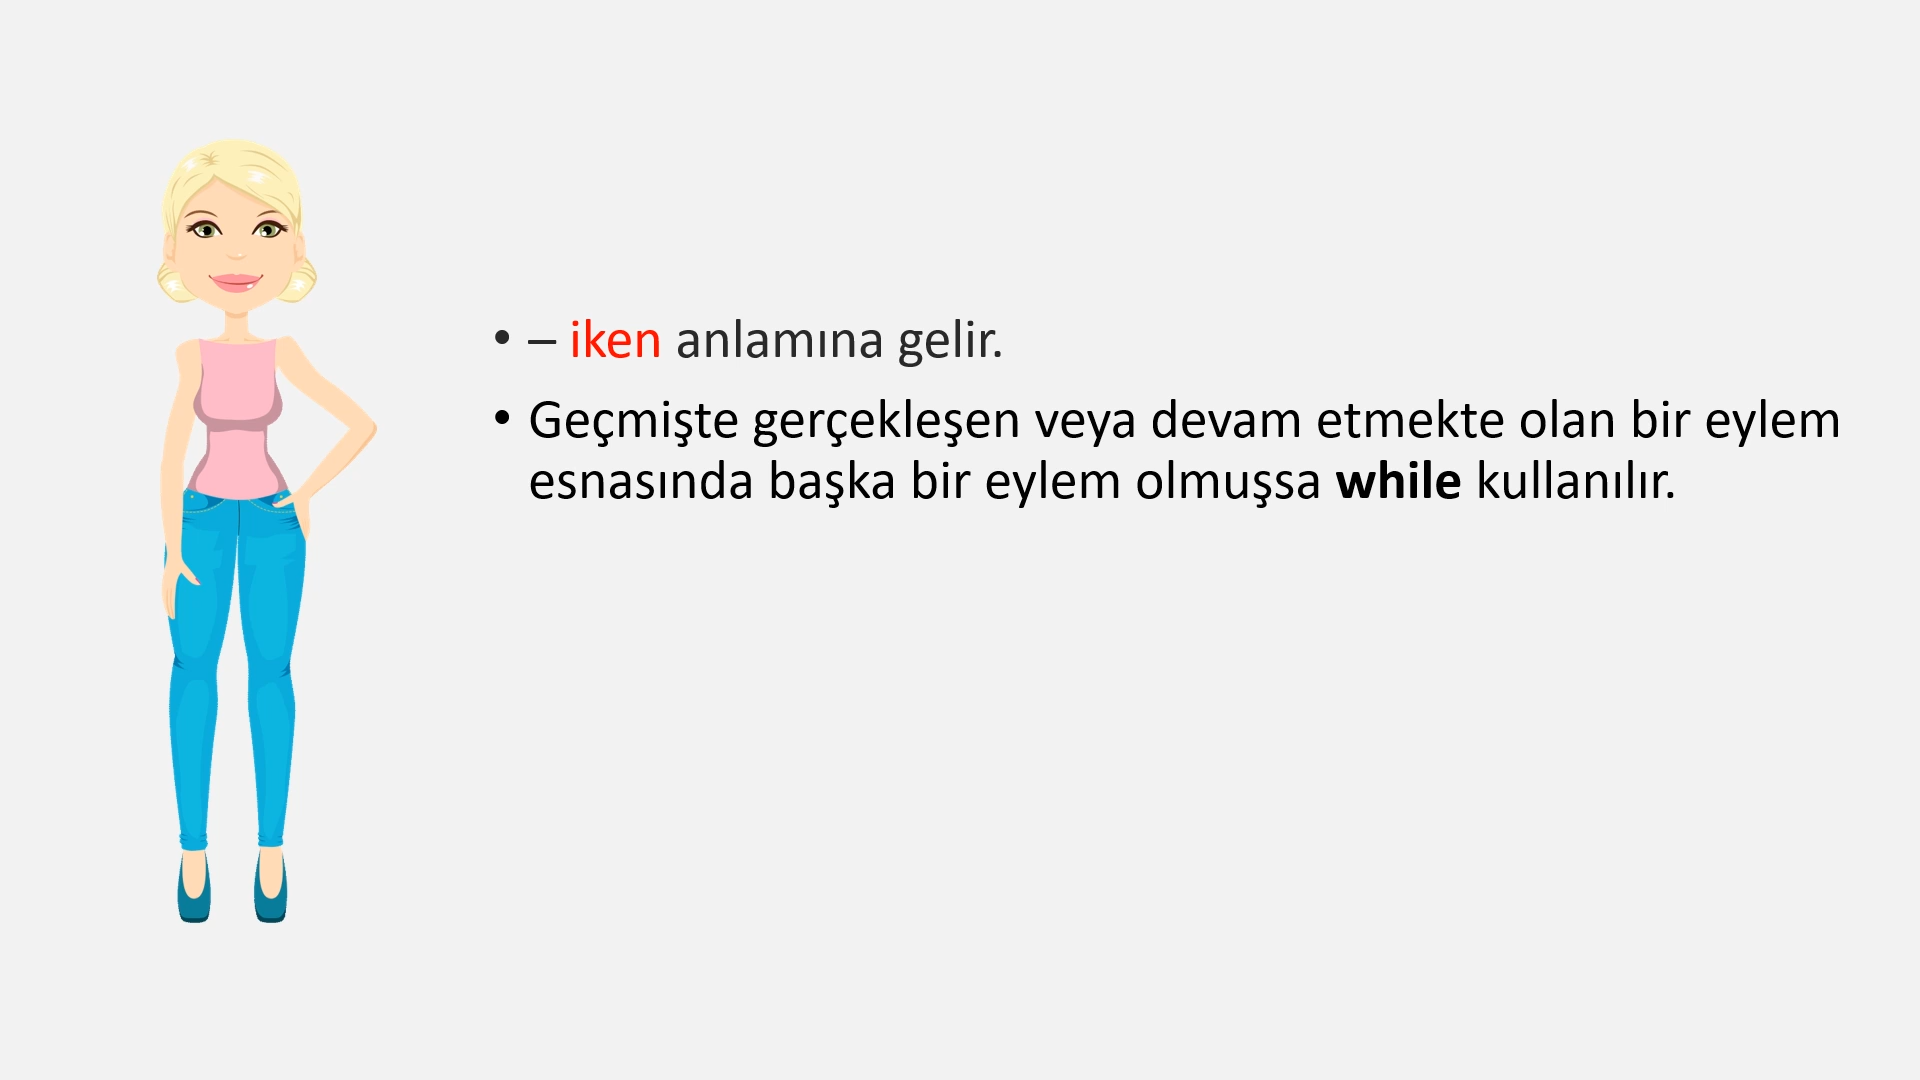 • – iken anlamına gelir.
• Geçmişte gerçekleşen veya devam etmekte olan bir eylem
esnasında başka bir eylem olmuşsa while kullanılır.